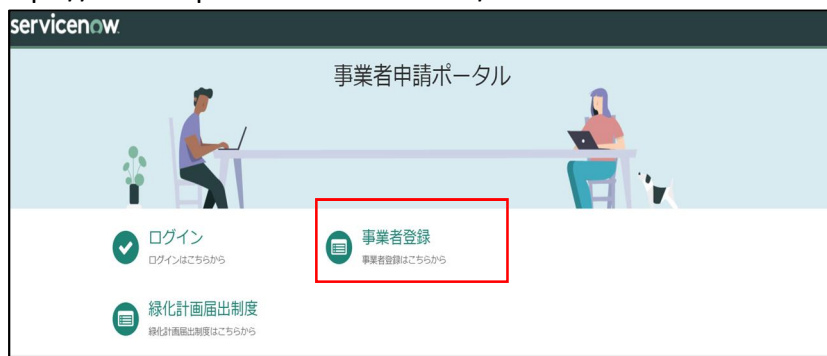 servicenow
事業者申請ポータル
ログイン
ログインはこちらから
事業者登録
事業者登録はこちらから
緑化計画届出制度
緑化計画届出制度はこちらから